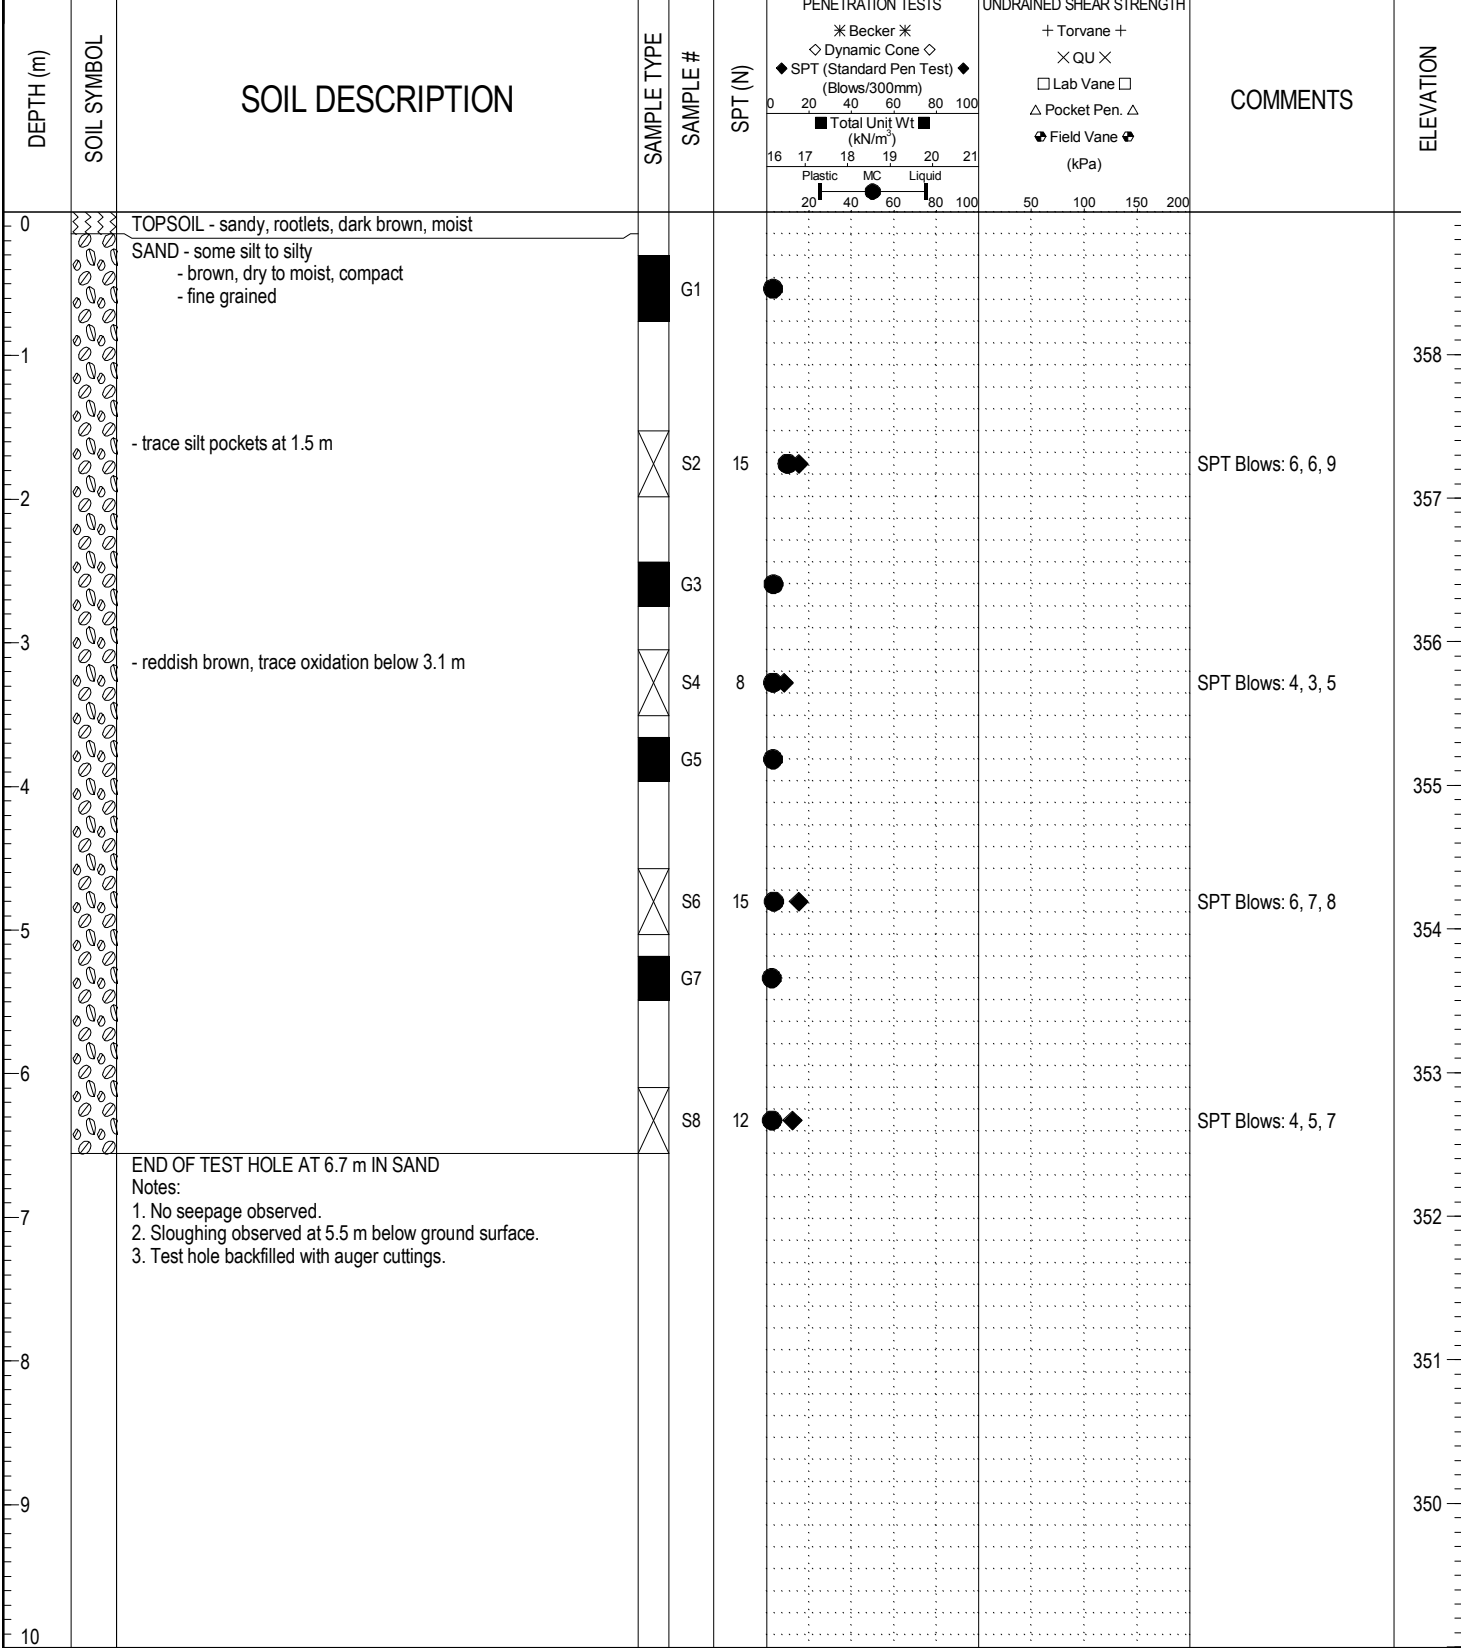 DEPTH (m)
SOIL SYMBOL
SOIL DESCRIPTION
SAMPLE TYPE
SAMPLE #
SPT (N)
PENETRATION TESTS
Becker
Dynamic Cone
SPT (Standard Pen Test)
(Blows/300mm)
0 20 40 60 80 100
Total Unit Wt
(kN/m³)
16 17 18 19 20 21
Plastic MC Liquid
20 40 60 80 100
UNDRAINED SHEAR STRENGTH
+ Torvane +
× QU ×
□ Lab Vane □
△ Pocket Pen. △
Field Vane
(kPa)
50 100 150 200
COMMENTS
ELEVATION
0
TOPSOIL - sandy, rootlets, dark brown, moist
SAND - some silt to silty
- brown, dry to moist, compact
- fine grained
G1
1
358
- trace silt pockets at 1.5 m
S2 15 SPT Blows: 6, 6, 9
2
357
G3
3
356
- reddish brown, trace oxidation below 3.1 m
S4 8 SPT Blows: 4, 3, 5
G5
4
355
S6 15 SPT Blows: 6, 7, 8
5
354
G7
6
353
S8 12 SPT Blows: 4, 5, 7
END OF TEST HOLE AT 6.7 m IN SAND
Notes:
1. No seepage observed.
7
352
2. Sloughing observed at 5.5 m below ground surface.
3. Test hole backfilled with auger cuttings.
8
351
9
350
10